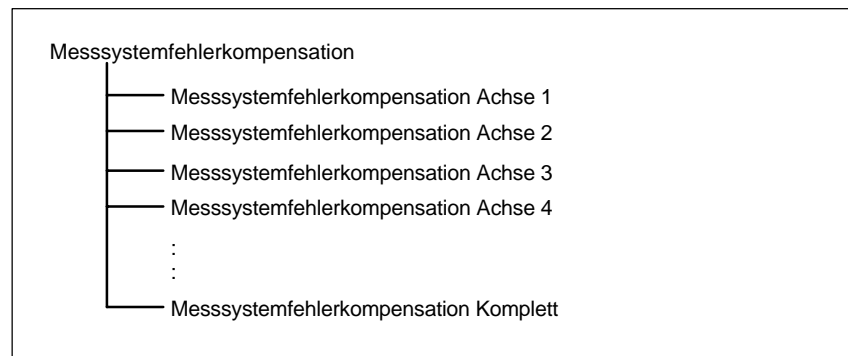 Messsystemfehlerkompensation
Messsystemfehlerkompensation Achse 1
Messsystemfehlerkompensation Achse 2
Messsystemfehlerkompensation Achse 3
Messsystemfehlerkompensation Achse 4
:
:
Messsystemfehlerkompensation Komplett